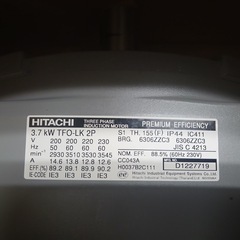 HITACHI THREE PHASE INDUCTION MOTOR PREMIUM EFFICIENCY
3.7 kW TFO-LK 2P S1 TH. 155 (F) IP44 IC411
V 200 200 220 230 BRG. 6306ZZC3 6306ZZC3
Hz 50 60 60 60 JIS C 4213
min⁻¹ 2930 3510 3540 3545 NOM. EFF. 88.5% (60Hz 230V)
A 14.6 13.8 12.8 12.6 CC043A
eff % 89.2 89.2 89.9 90.2 H0037B2C111 D1227719
IE-CODE IE3 IE3 IE3 IE3 Hitachi Industrial Equipment Systems Co., Ltd.